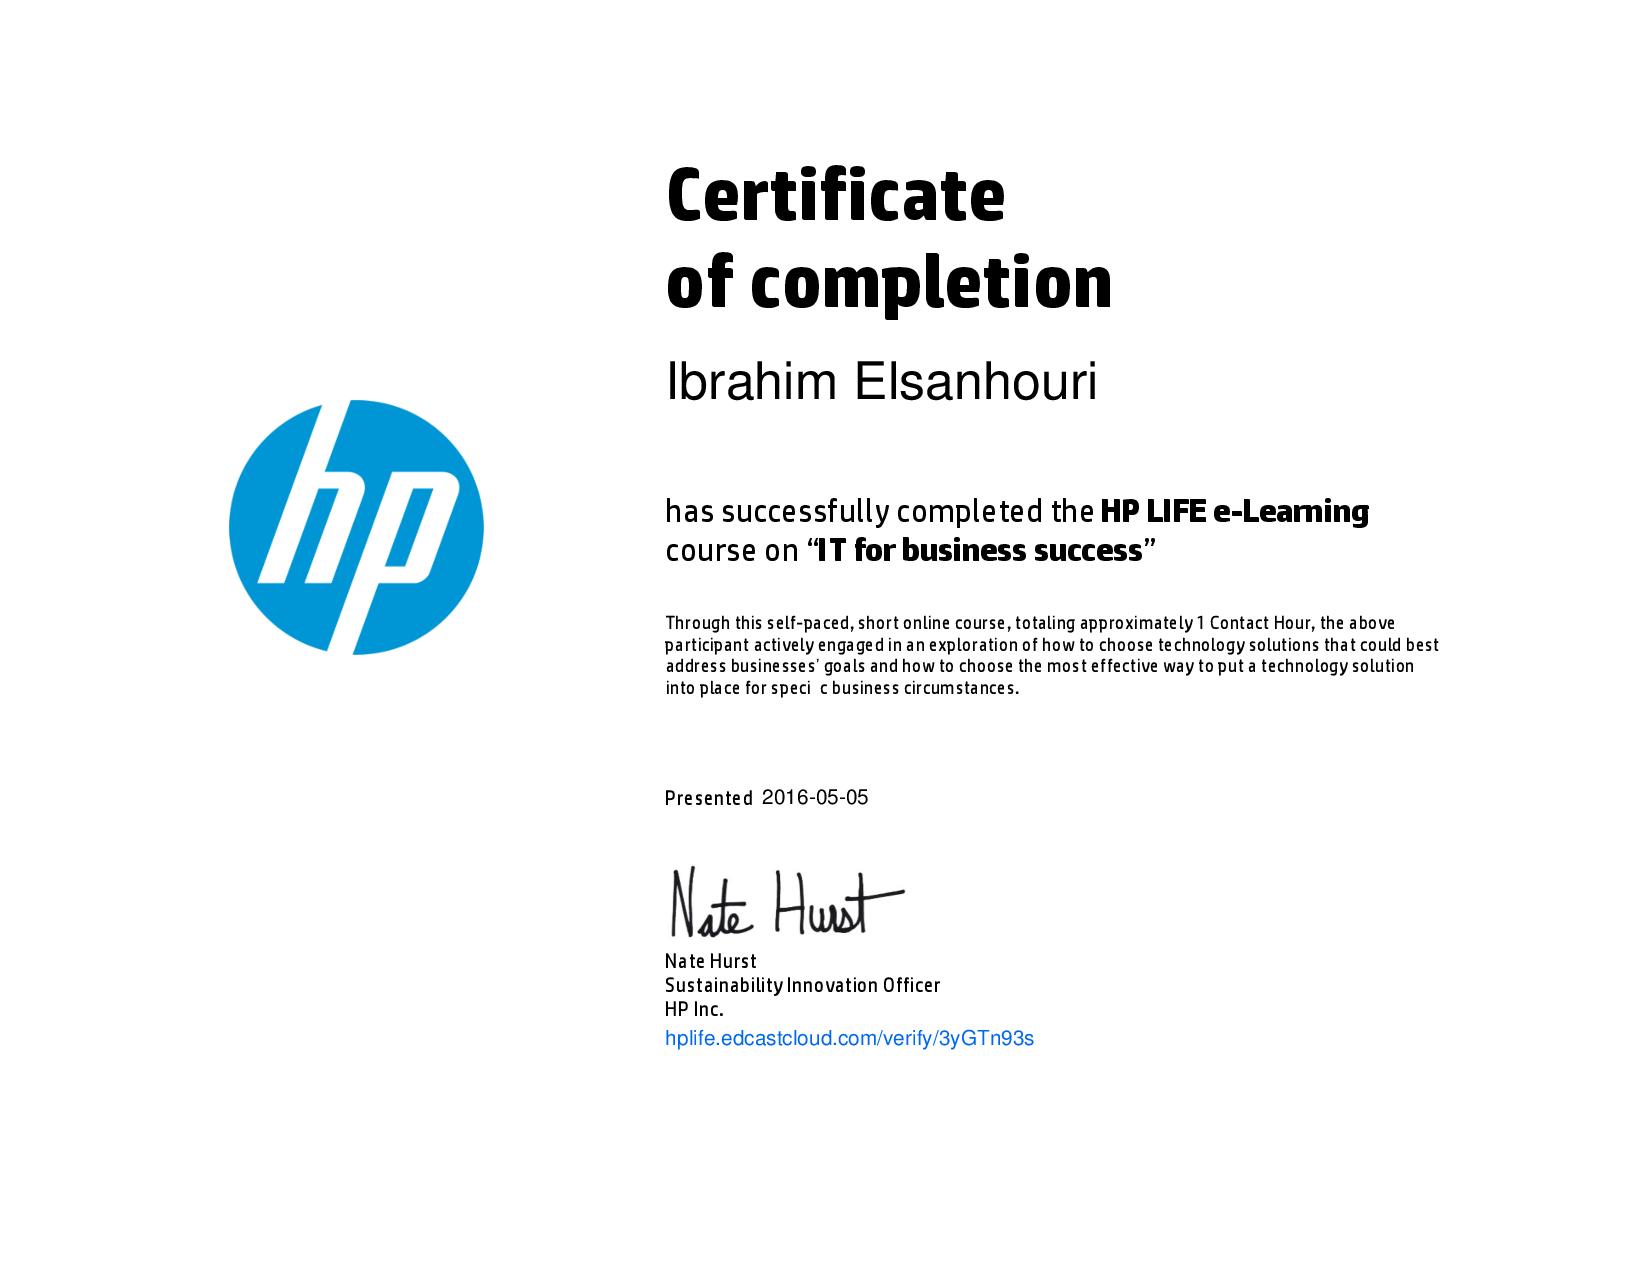 Certificate
of completion
Ibrahim Elsanhouri
hp
has successfully completed the HP LIFE e-Learning
course on “IT for business success”
Through this self-paced, short online course, totaling approximately 1 Contact Hour, the above
participant actively engaged in an exploration of how to choose technology solutions that could best
address businesses’ goals and how to choose the most effective way to put a technology solution
into place for speci c business circumstances.
Presented 2016-05-05
Nate Hurst
Nate Hurst
Sustainability Innovation Officer
HP Inc.
hplife.edcastcloud.com/verify/3yGTn93s